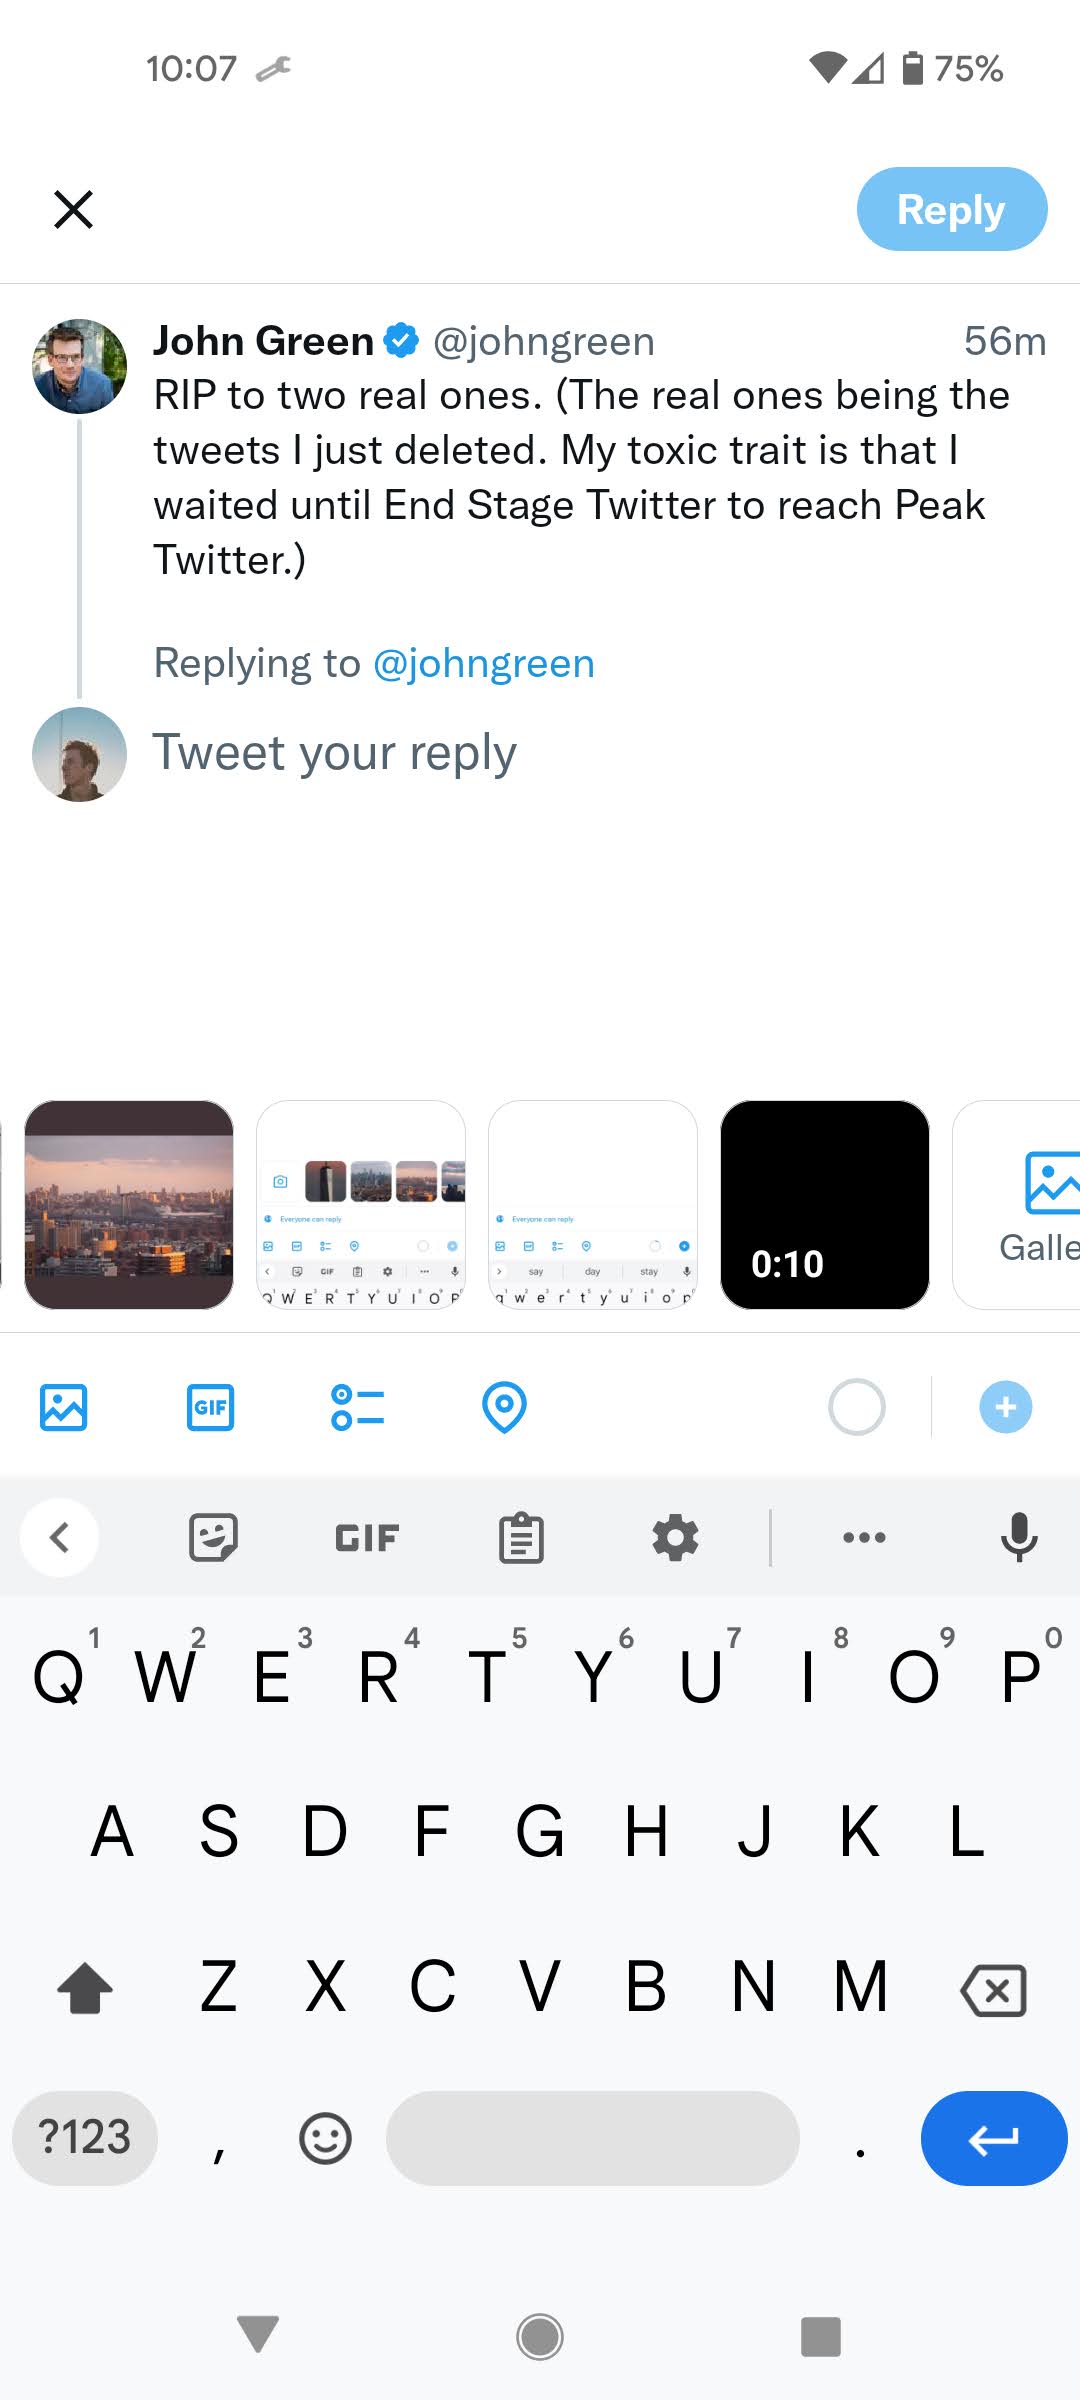 10:07 75%
Reply
John Green @johngreen 56m
RIP to two real ones. (The real ones being the
tweets I just deleted. My toxic trait is that I
waited until End Stage Twitter to reach Peak
Twitter.)
Replying to @johngreen
Tweet your reply
Everyone can reply
GIF
Q W E R T Y U I O P
Everyone can reply
say day stay
q w e r t y u i o p
0:10
Galle
GIF
GIF
1 2 3 4 5 6 7 8 9 0
Q W E R T Y U I O P
A S D F G H J K L
Z X C V B N M
?123 , .